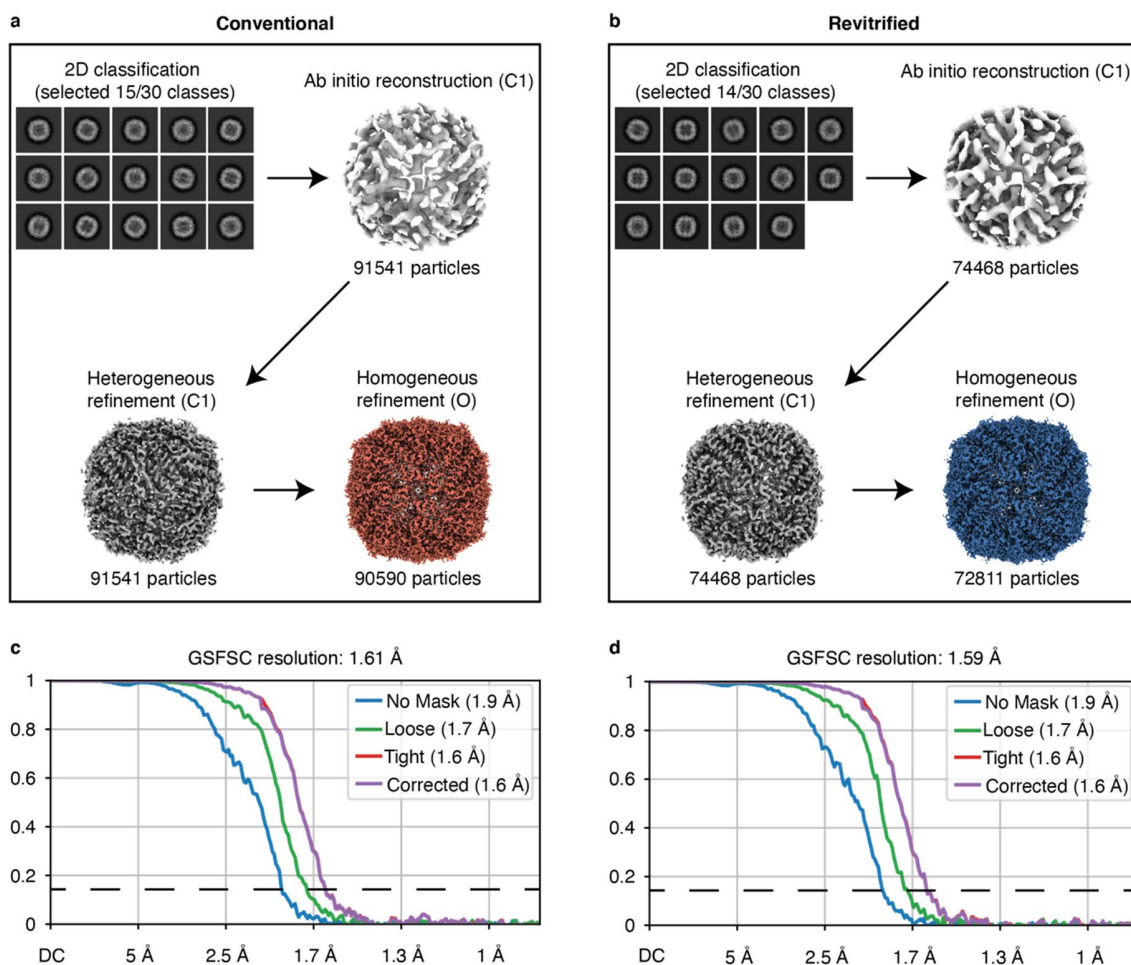 a
Conventional
2D classification
(selected 15/30 classes)
Ab initio reconstruction (C1)
91541 particles
Heterogeneous
refinement (C1)
Homogeneous
refinement (O)
91541 particles
90590 particles
b
Revitrified
2D classification
(selected 14/30 classes)
Ab initio reconstruction (C1)
74468 particles
Heterogeneous
refinement (C1)
Homogeneous
refinement (O)
74468 particles
72811 particles
c
GSFSC resolution: 1.61 Å
1
0.8
0.6
0.4
0.2
0
No Mask (1.9 Å)
Loose (1.7 Å)
Tight (1.6 Å)
Corrected (1.6 Å)
DC 5 Å 2.5 Å 1.7 Å 1.3 Å 1 Å
d
GSFSC resolution: 1.59 Å
1
0.8
0.6
0.4
0.2
0
No Mask (1.9 Å)
Loose (1.7 Å)
Tight (1.6 Å)
Corrected (1.6 Å)
DC 5 Å 2.5 Å 1.7 Å 1.3 Å 1 Å